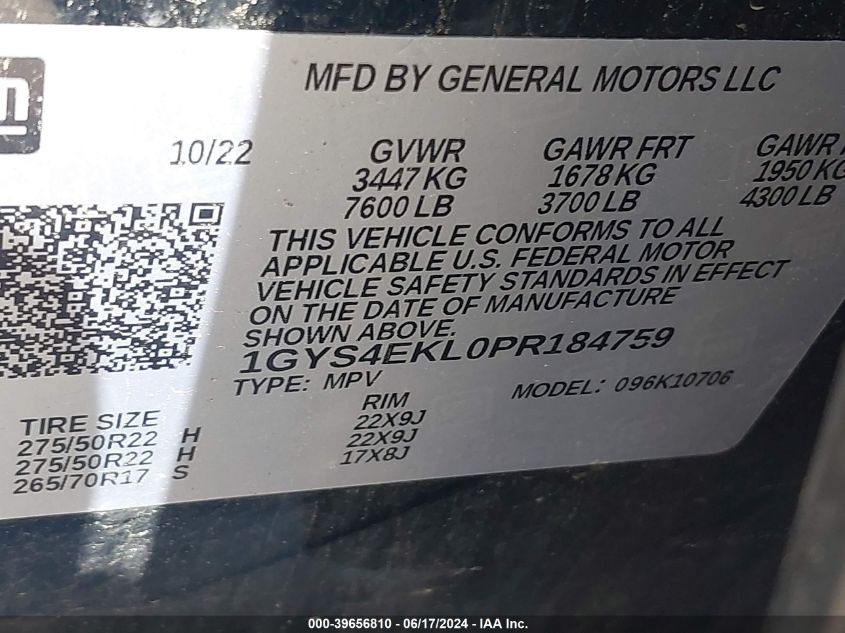 gm
MFD BY GENERAL MOTORS LLC
10/22 GVWR GAWR FRT GAWR
3447 KG 1678 KG 1950 KG
7600 LB 3700 LB 4300 LB
THIS VEHICLE CONFORMS TO ALL
APPLICABLE U.S. FEDERAL MOTOR
VEHICLE SAFETY STANDARDS IN EFFECT
ON THE DATE OF MANUFACTURE
SHOWN ABOVE.
1GYS4EKL0PR184759
TYPE: MPV MODEL: 096K10706
TIRE SIZE RIM
275/50R22 H 22X9J
275/50R22 H 22X9J
265/70R17 S 17X8J
000-39656810 - 06/17/2024 - IAA Inc.